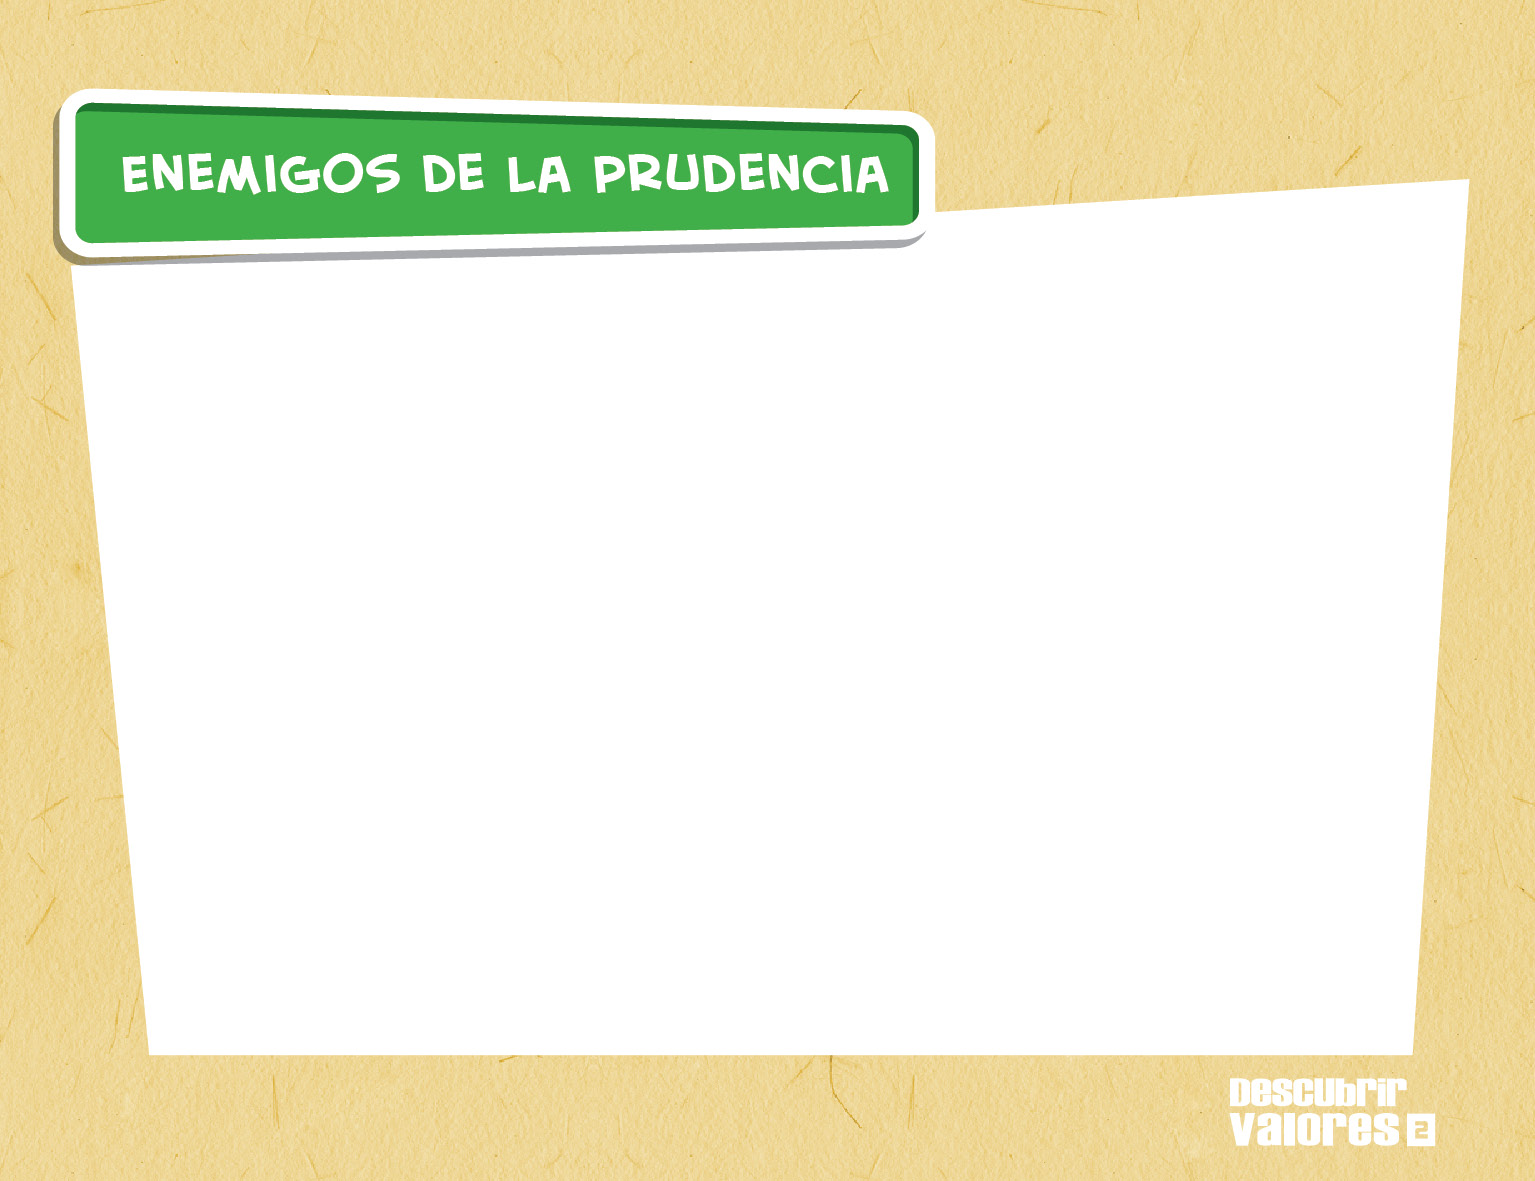 ENEMIGOS DE LA PRUDENCIA
Descubrir
valores 2